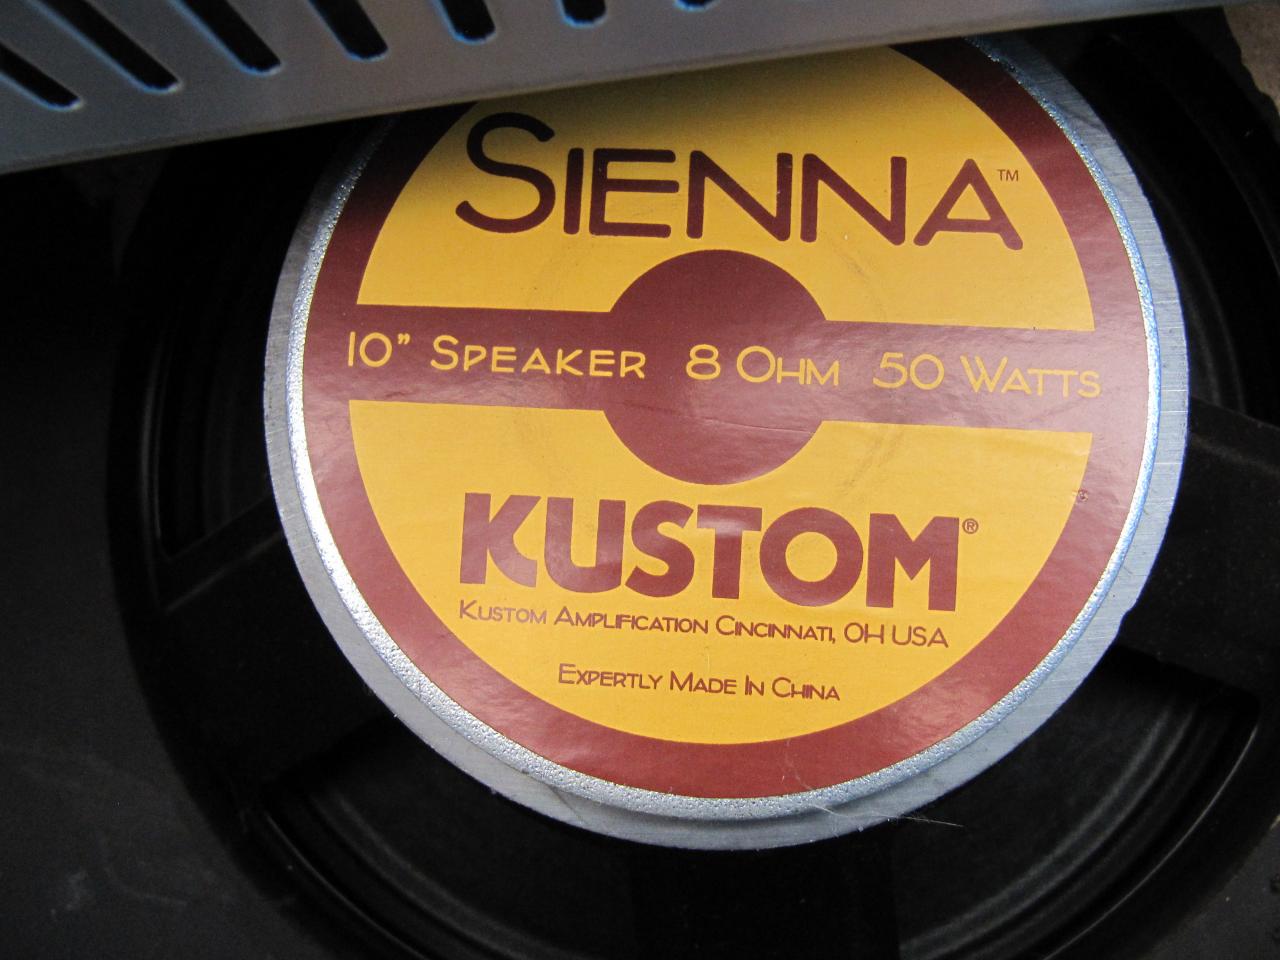 SIENNA™
10" SPEAKER 8 OHM 50 WATTS
KUSTOM®
KUSTOM AMPLIFICATION CINCINNATI, OH USA
EXPERTLY MADE IN CHINA